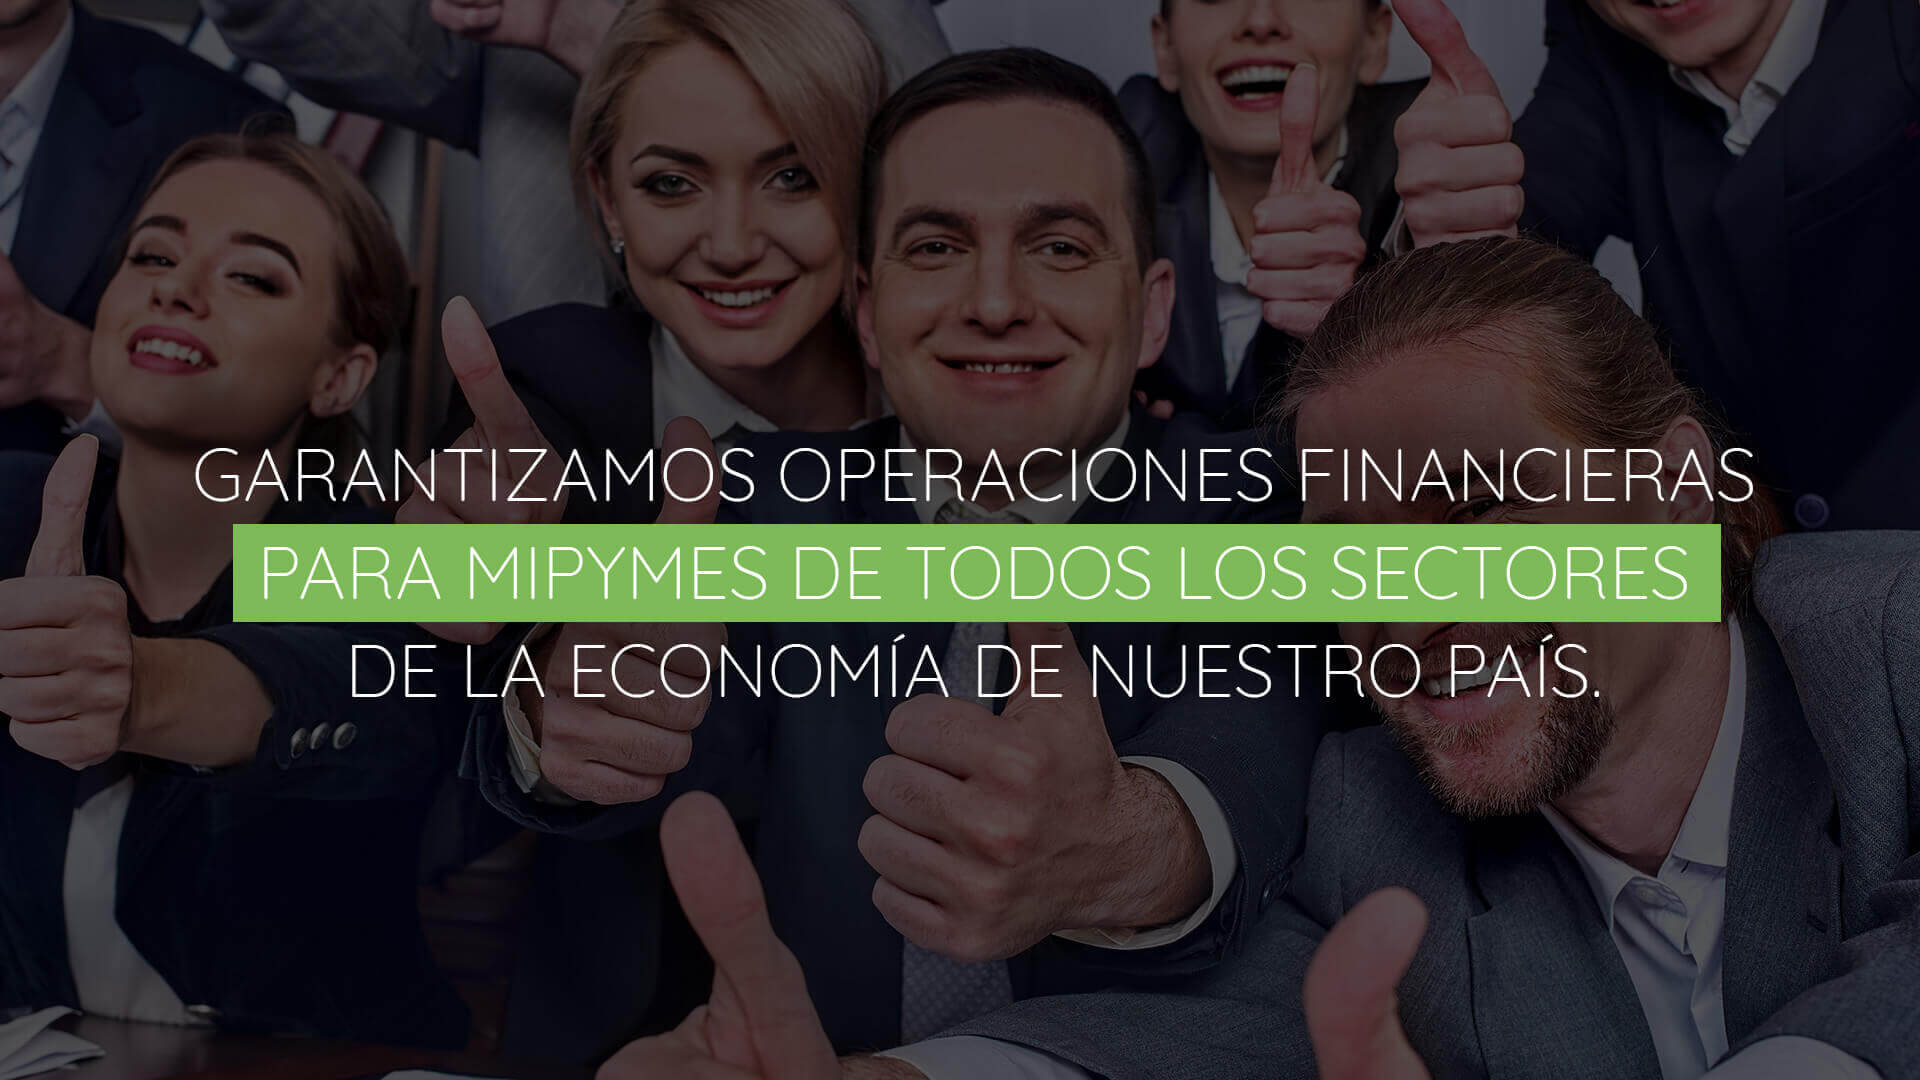 GARANTIZAMOS OPERACIONES FINANCIERAS
PARA MIPYMES DE TODOS LOS SECTORES
DE LA ECONOMÍA DE NUESTRO PAÍS.